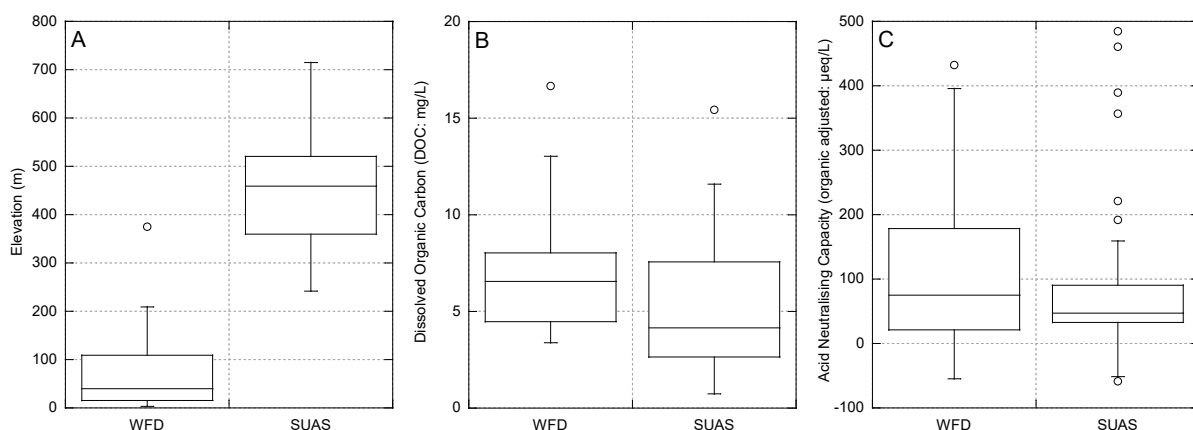 A
Elevation (m)
800
700
600
500
400
300
200
100
0
WFD
SUAS
B
Dissolved Organic Carbon (DOC: mg/L)
20
15
10
5
0
WFD
SUAS
C
Acid Neutralising Capacity (organic adjusted: µeq/L)
500
400
300
200
100
0
-100
WFD
SUAS